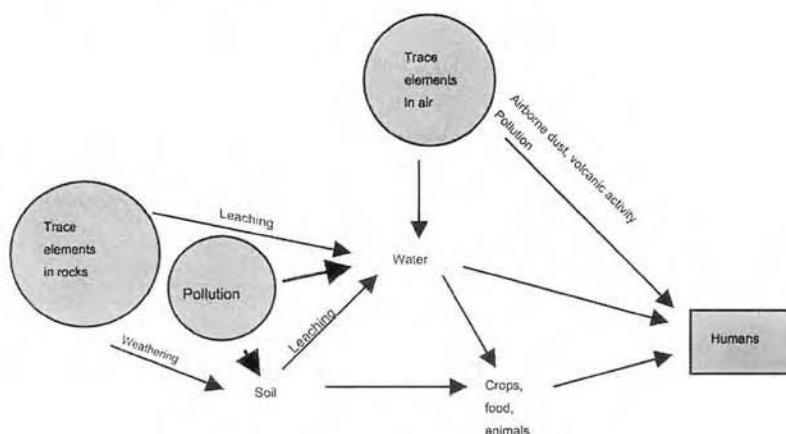 Trace
elements
in air
Airborne dust, volcanic activity
Pollution
Leaching
Trace
elements
in rocks
Pollution
Water
Leaching
Weathering
Soil
Humans
Crops,
food,
animals